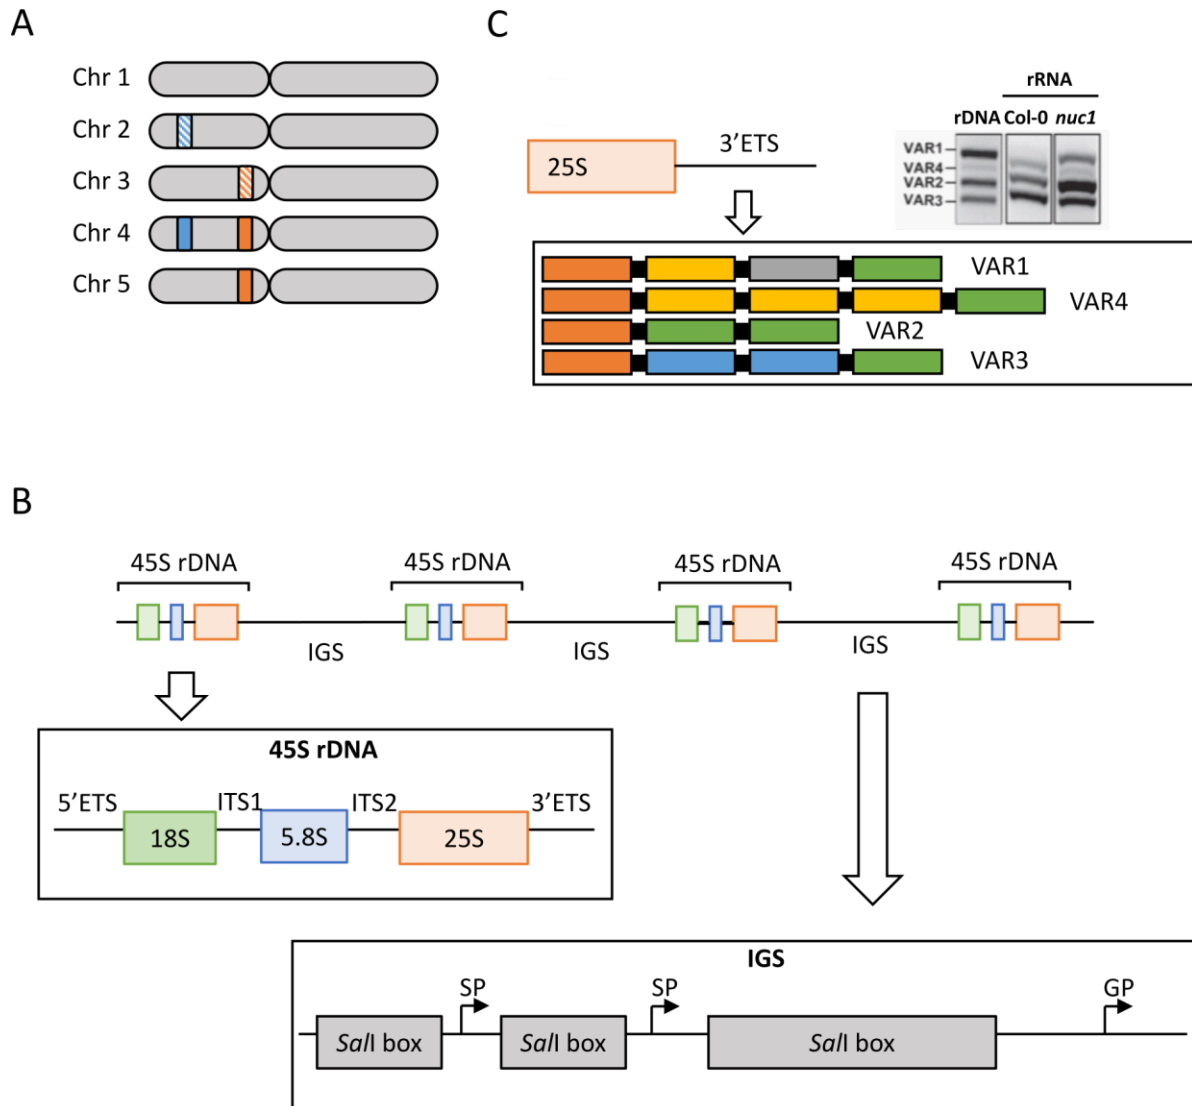 A
Chr 1
Chr 2
Chr 3
Chr 4
Chr 5
C
25S
3’ETS
rRNA
rDNA Col-0 nuc1
VAR1
VAR4
VAR2
VAR3
VAR1
VAR4
VAR2
VAR3
B
45S rDNA 45S rDNA 45S rDNA 45S rDNA
IGS IGS IGS
45S rDNA
5’ETS ITS1 ITS2 3’ETS
18S 5.8S 25S
IGS
SP SP GP
SalI box SalI box SalI box